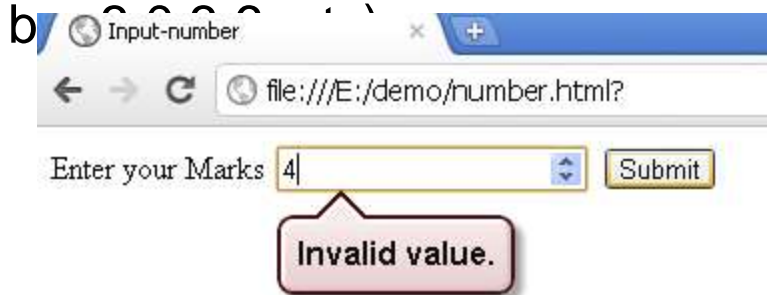 b
Input-number
file:///E:/demo/number.html?
Enter your Marks 4 Submit
Invalid value.